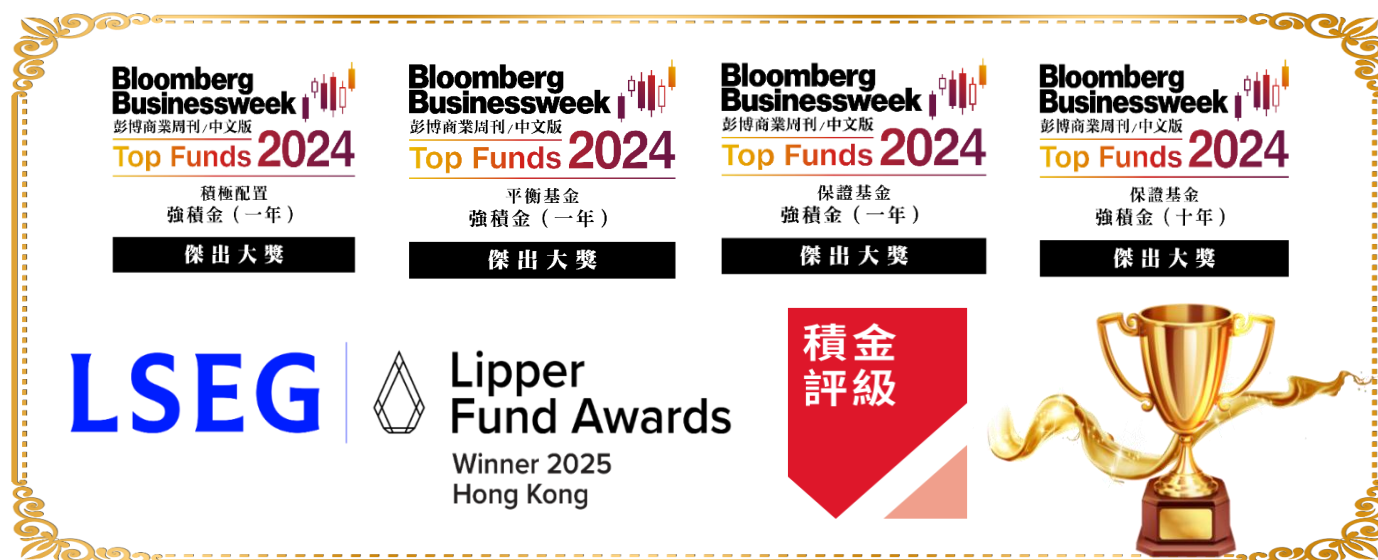 Bloomberg
Businessweek
彭博商業周刊/中文版
Top Funds 2024
積極配置
強積金（一年）
傑出大獎
Bloomberg
Businessweek
彭博商業周刊/中文版
Top Funds 2024
平衡基金
強積金（一年）
傑出大獎
Bloomberg
Businessweek
彭博商業周刊/中文版
Top Funds 2024
保證基金
強積金（一年）
傑出大獎
Bloomberg
Businessweek
彭博商業周刊/中文版
Top Funds 2024
保證基金
強積金（十年）
傑出大獎
LSEG
Lipper
Fund Awards
Winner 2025
Hong Kong
積金
評級